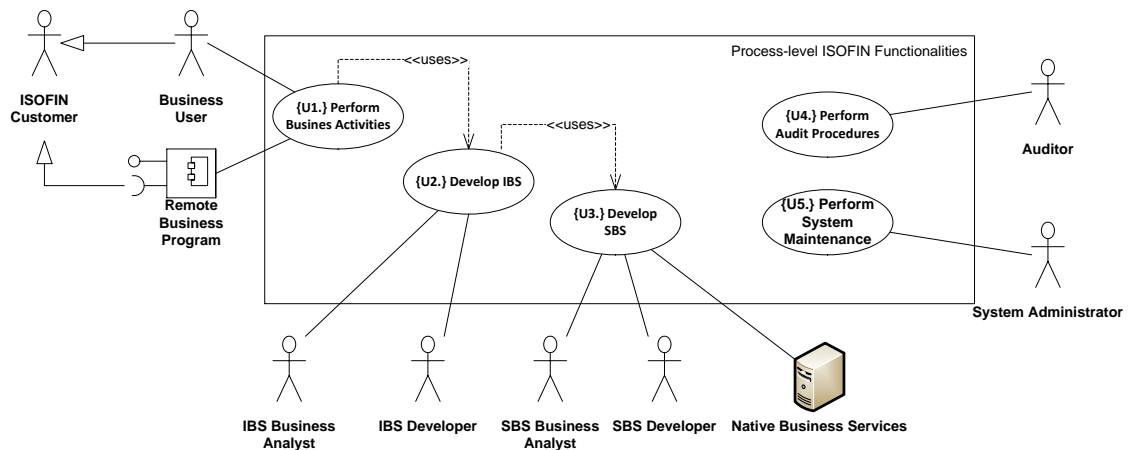 Process-level ISOFIN Functionalities
<<uses>>
ISOFIN
Customer
Business
User
{U1.} Perform
Busines Activities
{U4.} Perform
Audit Procedures
<<uses>>
Auditor
{U2.} Develop IBS
Remote
Business
Program
{U3.} Develop
SBS
{U5.} Perform
System
Maintenance
System Administrator
IBS Business
Analyst
IBS Developer
SBS Business
Analyst
SBS Developer
Native Business Services